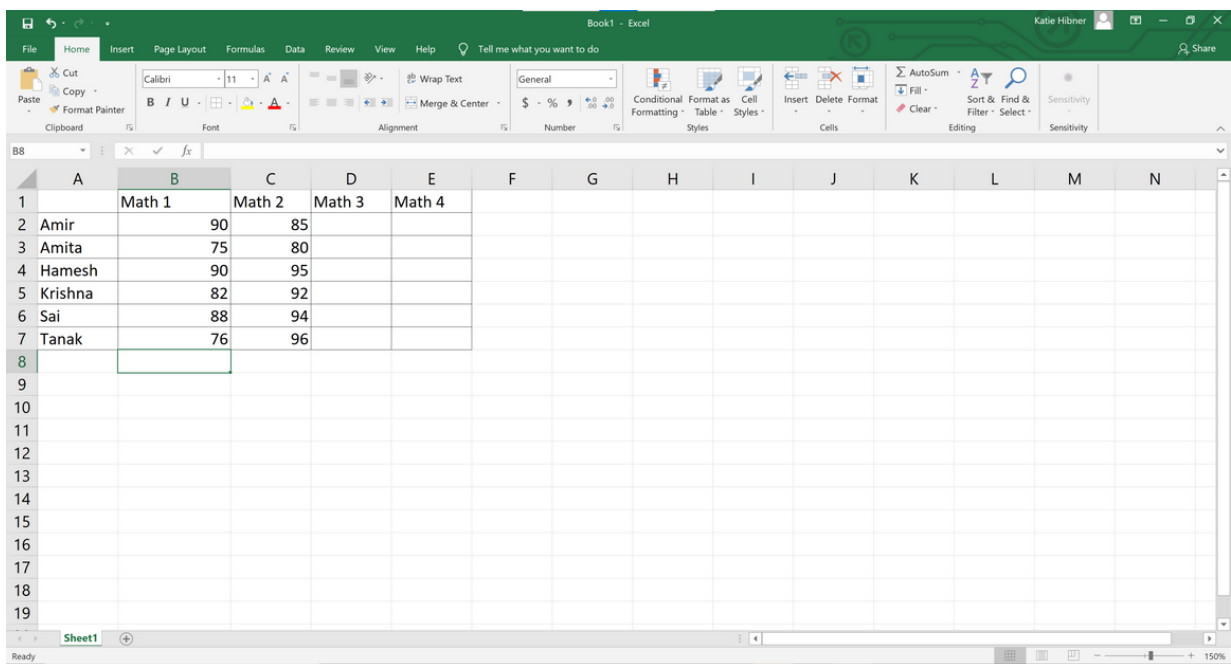 Book1 - Excel Katie Hibner
File Home Insert Page Layout Formulas Data Review View Help Tell me what you want to do Share
Cut
Copy
Format Painter
Paste
Clipboard
Calibri 11 A A
B I U A
Font
Wrap Text
Merge & Center
Alignment
General
$ % , .00
Number
Conditional Formatting
Format as Table
Cell Styles
Styles
Insert Delete Format
Cells
AutoSum
Fill
Clear
Sort & Filter
Find & Select
Editing
Sensitivity
Sensitivity
B8 fx
A B C D E F G H I J K L M N
1 Math 1 Math 2 Math 3 Math 4
2 Amir 90 85
3 Amita 75 80
4 Hamesh 90 95
5 Krishna 82 92
6 Sai 88 94
7 Tanak 76 96
8
9
10
11
12
13
14
15
16
17
18
19
Sheet1
Ready 150%